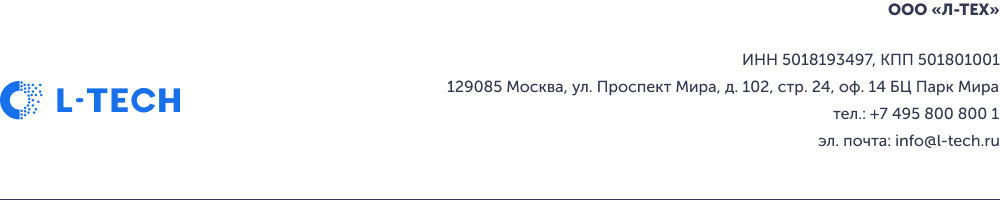 ООО «Л-ТЕХ»
ИНН 5018193497, КПП 501801001
129085 Москва, ул. Проспект Мира, д. 102, стр. 24, оф. 14 БЦ Парк Мира
L-TECH
тел.: +7 495 800 800 1
эл. почта: info@l-tech.ru